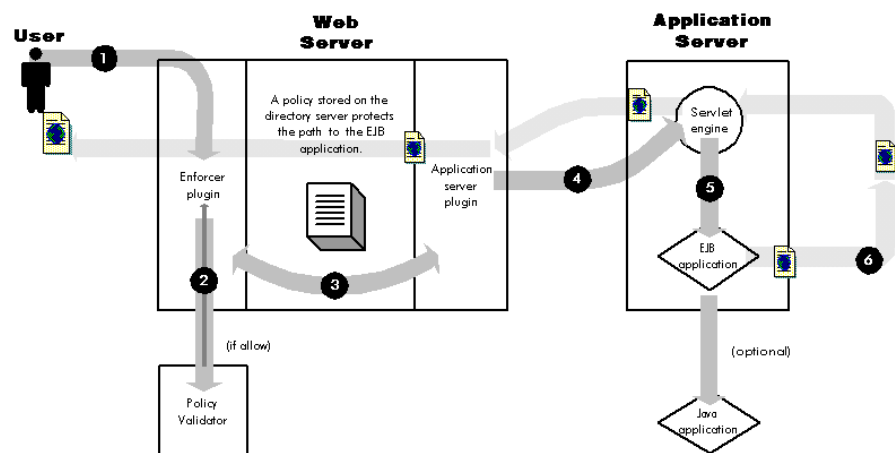 User
Web
Server
Application
Server
1
A policy stored on the
directory server protects
the path to the EJB
application.
Servlet
engine
Enforcer
plugin
Application
server
plugin
4
5
2
3
EJB
application
6
(if allow)
(optional)
Policy
Validator
Java
application